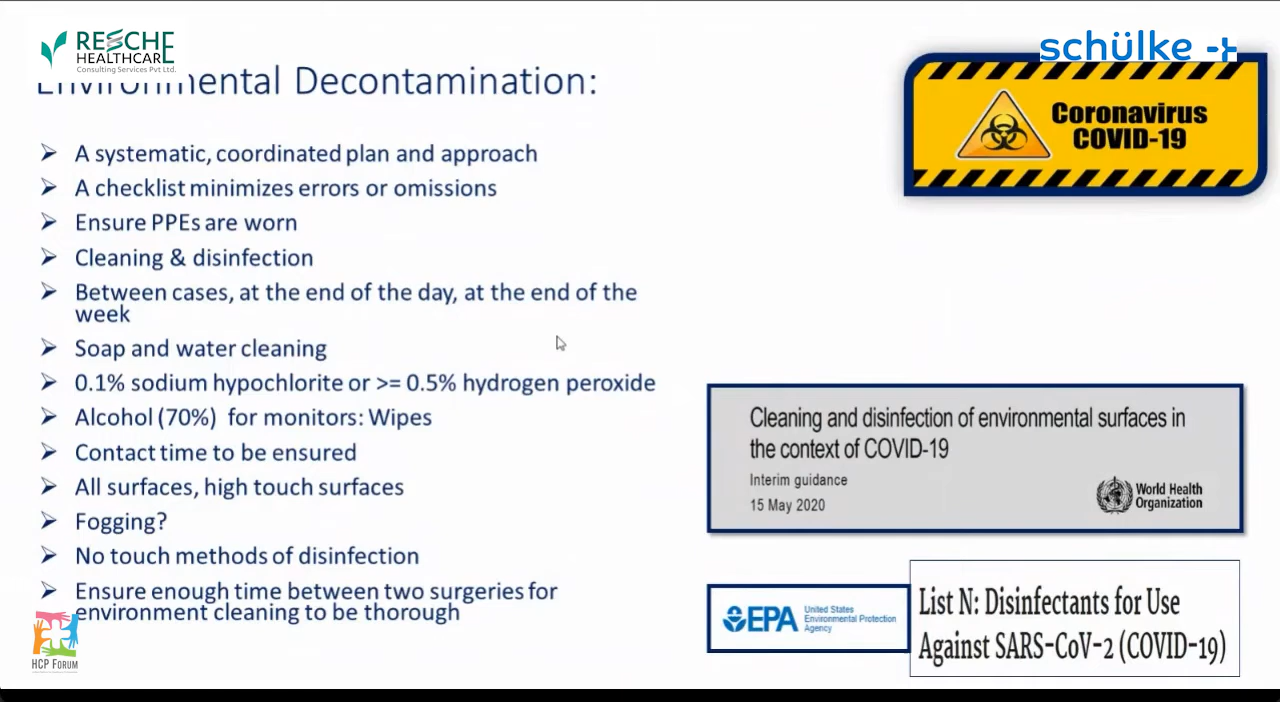 RESCHE
HEALTHCARE
Consulting Services Pvt Ltd.
schülke
Environmental Decontamination:
Coronavirus
COVID-19
A systematic, coordinated plan and approach
A checklist minimizes errors or omissions
Ensure PPEs are worn
Cleaning & disinfection
Between cases, at the end of the day, at the end of the
week
Soap and water cleaning
0.1% sodium hypochlorite or >= 0.5% hydrogen peroxide
Alcohol (70%) for monitors: Wipes
Contact time to be ensured
All surfaces, high touch surfaces
Fogging?
No touch methods of disinfection
Ensure enough time between two surgeries for
environment cleaning to be thorough
Cleaning and disinfection of environmental surfaces in
the context of COVID-19
Interim guidance
15 May 2020
World Health
Organization
EPA
United States
Environmental Protection
Agency
List N: Disinfectants for Use
Against SARS-CoV-2 (COVID-19)
HCP FORUM